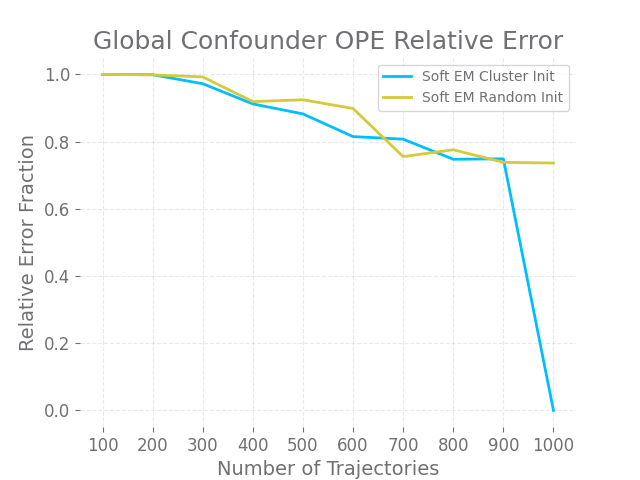 Global Confounder OPE Relative Error
Soft EM Cluster Init
Soft EM Random Init
Relative Error Fraction
1.0
0.8
0.6
0.4
0.2
0.0
100 200 300 400 500 600 700 800 900 1000
Number of Trajectories